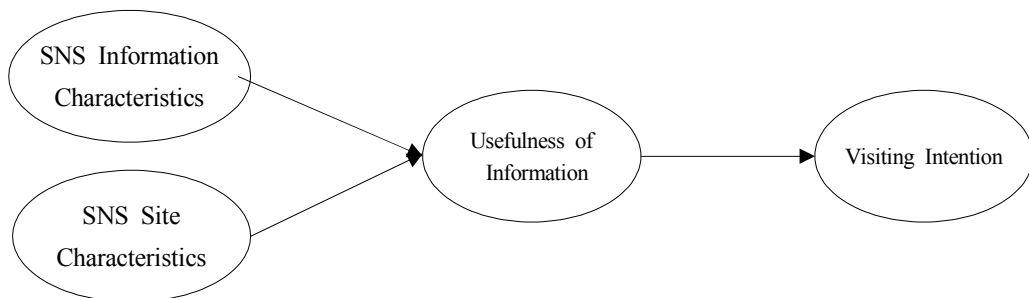 SNS Information
Characteristics
Usefulness of
Information
Visiting Intention
SNS Site
Characteristics